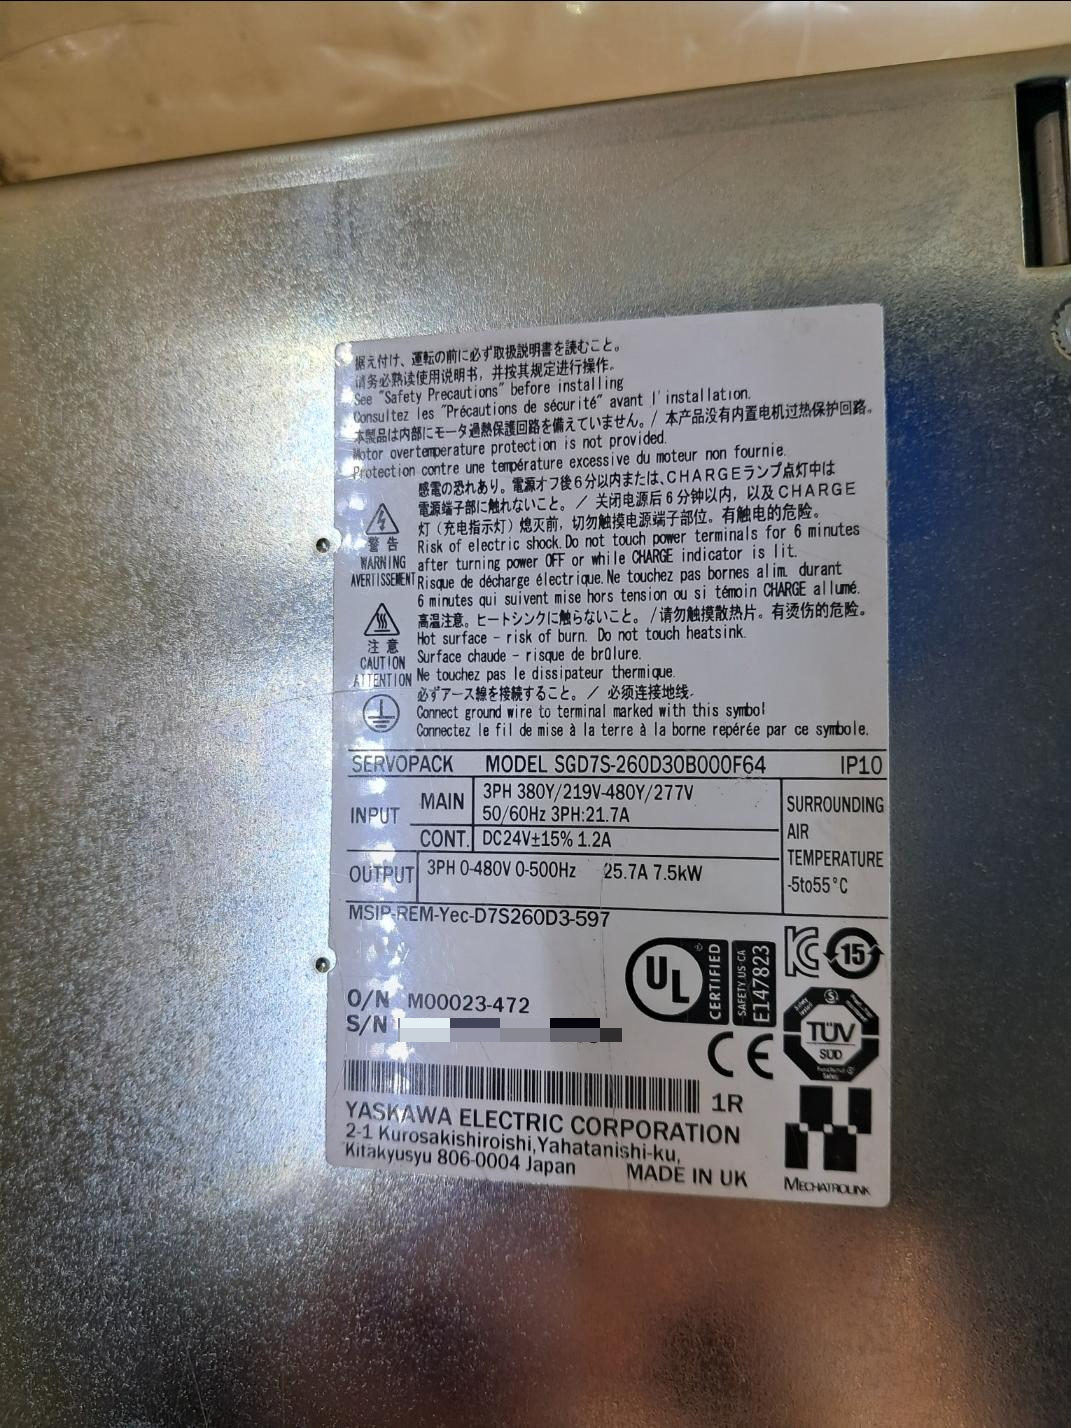 据え付け、運転の前に必ず取扱説明書を読むこと。
请务必熟读使用说明书，并按其规定进行操作。
See "Safety Precautions" before installing
Consultez les "Précautions de sécurité" avant l'installation.
本製品は内部にモータ過熱保護回路を備えていません。/ 本产品没有内置电机过热保护回路。
Motor overtemperature protection is not provided.
Protection contre une température excessive du moteur non fournie.
感電の恐れあり。電源オフ後6分以内または、CHARGEランプ点灯中は
電源端子部に触れないこと。／ 关闭电源后6分钟以内，以及CHARGE
灯（充电指示灯）熄灭前，切勿触摸电源端子部位。有触电的危险。
警告
WARNING
AVERTISSEMENT
Risk of electric shock. Do not touch power terminals for 6 minutes
after turning power OFF or while CHARGE indicator is lit.
Risque de décharge électrique. Ne touchez pas bornes alim. durant
6 minutes qui suivent mise hors tension ou si témoin CHARGE allumé.
高温注意。ヒートシンクに触らないこと。/请勿触摸散热片。有烫伤的危险。
注意
CAUTION
ATTENTION
Hot surface - risk of burn. Do not touch heatsink.
Surface chaude - risque de brûlure.
Ne touchez pas le dissipateur thermique.
必ずアース線を接続すること。／ 必须连接地线。
Connect ground wire to terminal marked with this symbol
Connectez le fil de mise à la terre à la borne repérée par ce symbole.
SERVOPACK MODEL SGD7S-260D30B000F64 IP10
INPUT MAIN 3PH 380Y/219V-480Y/277V
50/60Hz 3PH:21.7A
CONT. DC24V±15% 1.2A
OUTPUT 3PH 0-480V 0-500Hz 25.7A 7.5kW
SURROUNDING
AIR
TEMPERATURE
-5to55°C
MSIP-REM-Yec-D7S260D3-597
UL CERTIFIED
SAFETY US CA
E147823
15
O/N M00023-472
S/N
CE
TÜV
SÜD
1R
YASKAWA ELECTRIC CORPORATION
2-1 Kurosakishiroishi,Yahatanishi-ku,
Kitakyusyu 806-0004 Japan MADE IN UK
MECHATROLINK